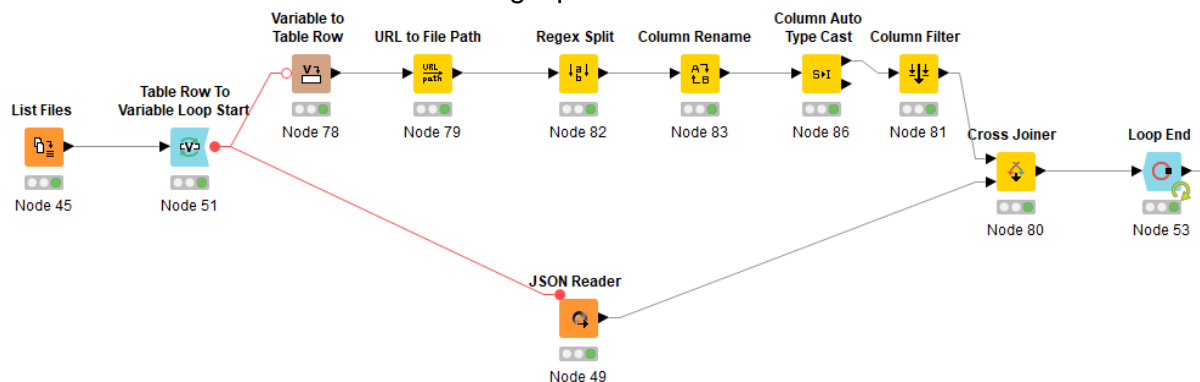 Variable to
Table Row
URL to File Path
Regex Split
Column Rename
Column Auto
Type Cast
Column Filter
V
URL
path
a
b
A
B
S I
Node 78
Node 79
Node 82
Node 83
Node 86
Node 81
List Files
Table Row To
Variable Loop Start
V
Node 45
Node 51
Cross Joiner
Loop End
Node 80
Node 53
JSON Reader
Node 49